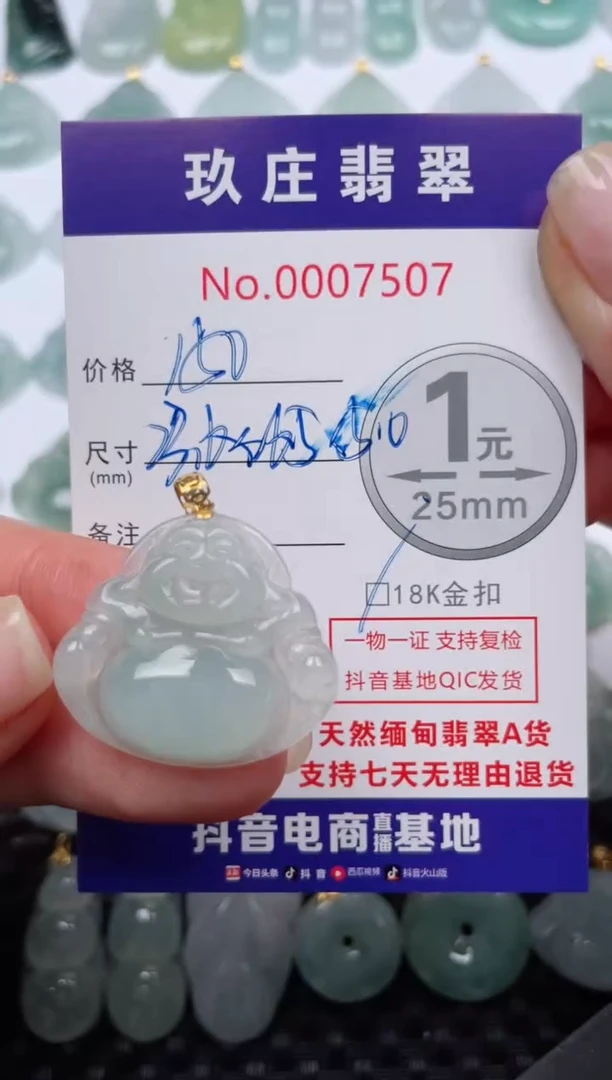 玖庄翡翠
No.0007507
价格 150
尺寸
(mm)
备注
1元
25mm
□18K金扣
一物一证 支持复检
抖音基地QIC发货
天然缅甸翡翠A货
支持七天无理由退货
抖音电商直播基地
今日头条 抖音 西瓜视频 抖音火山版